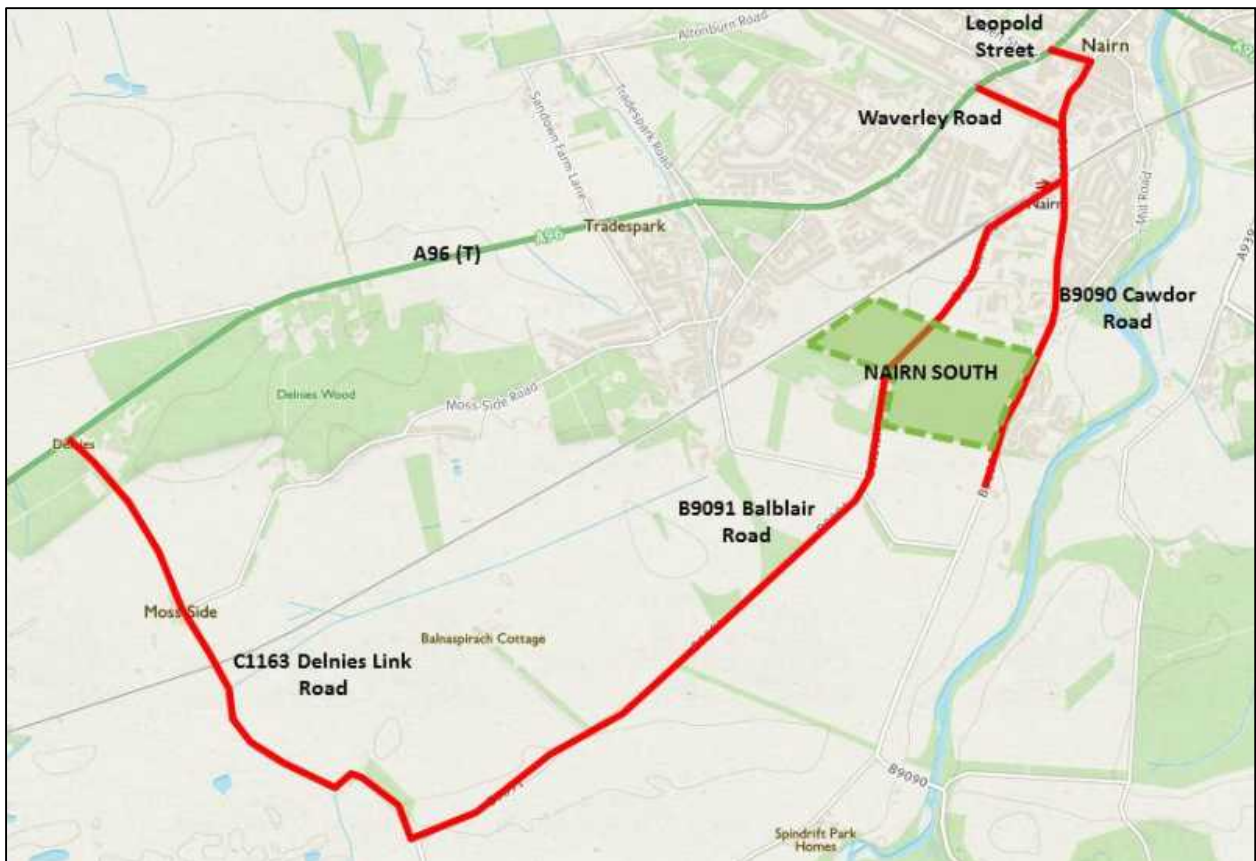 Leopold
Street
Nairn
Altonburn Road
Waverley Road
Sandown Farm Lane
Tradespark Road
Mill Road
Nairn
Tradespark
A96
A96 (T)
A939
B9090 Cawdor
Road
NAIRN SOUTH
Delnies Wood
Moss-Side Road
Delnies
B9091 Balblair
Road
Moss-Side
Balnaspirach Cottage
C1163 Delnies Link
Road
B9090
Spindrift Park
Homes